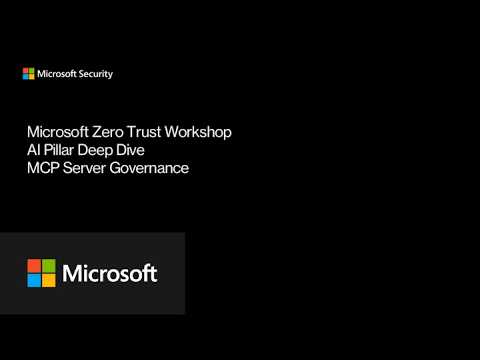 Microsoft Security
Microsoft Zero Trust Workshop
AI Pillar Deep Dive
MCP Server Governance
Microsoft